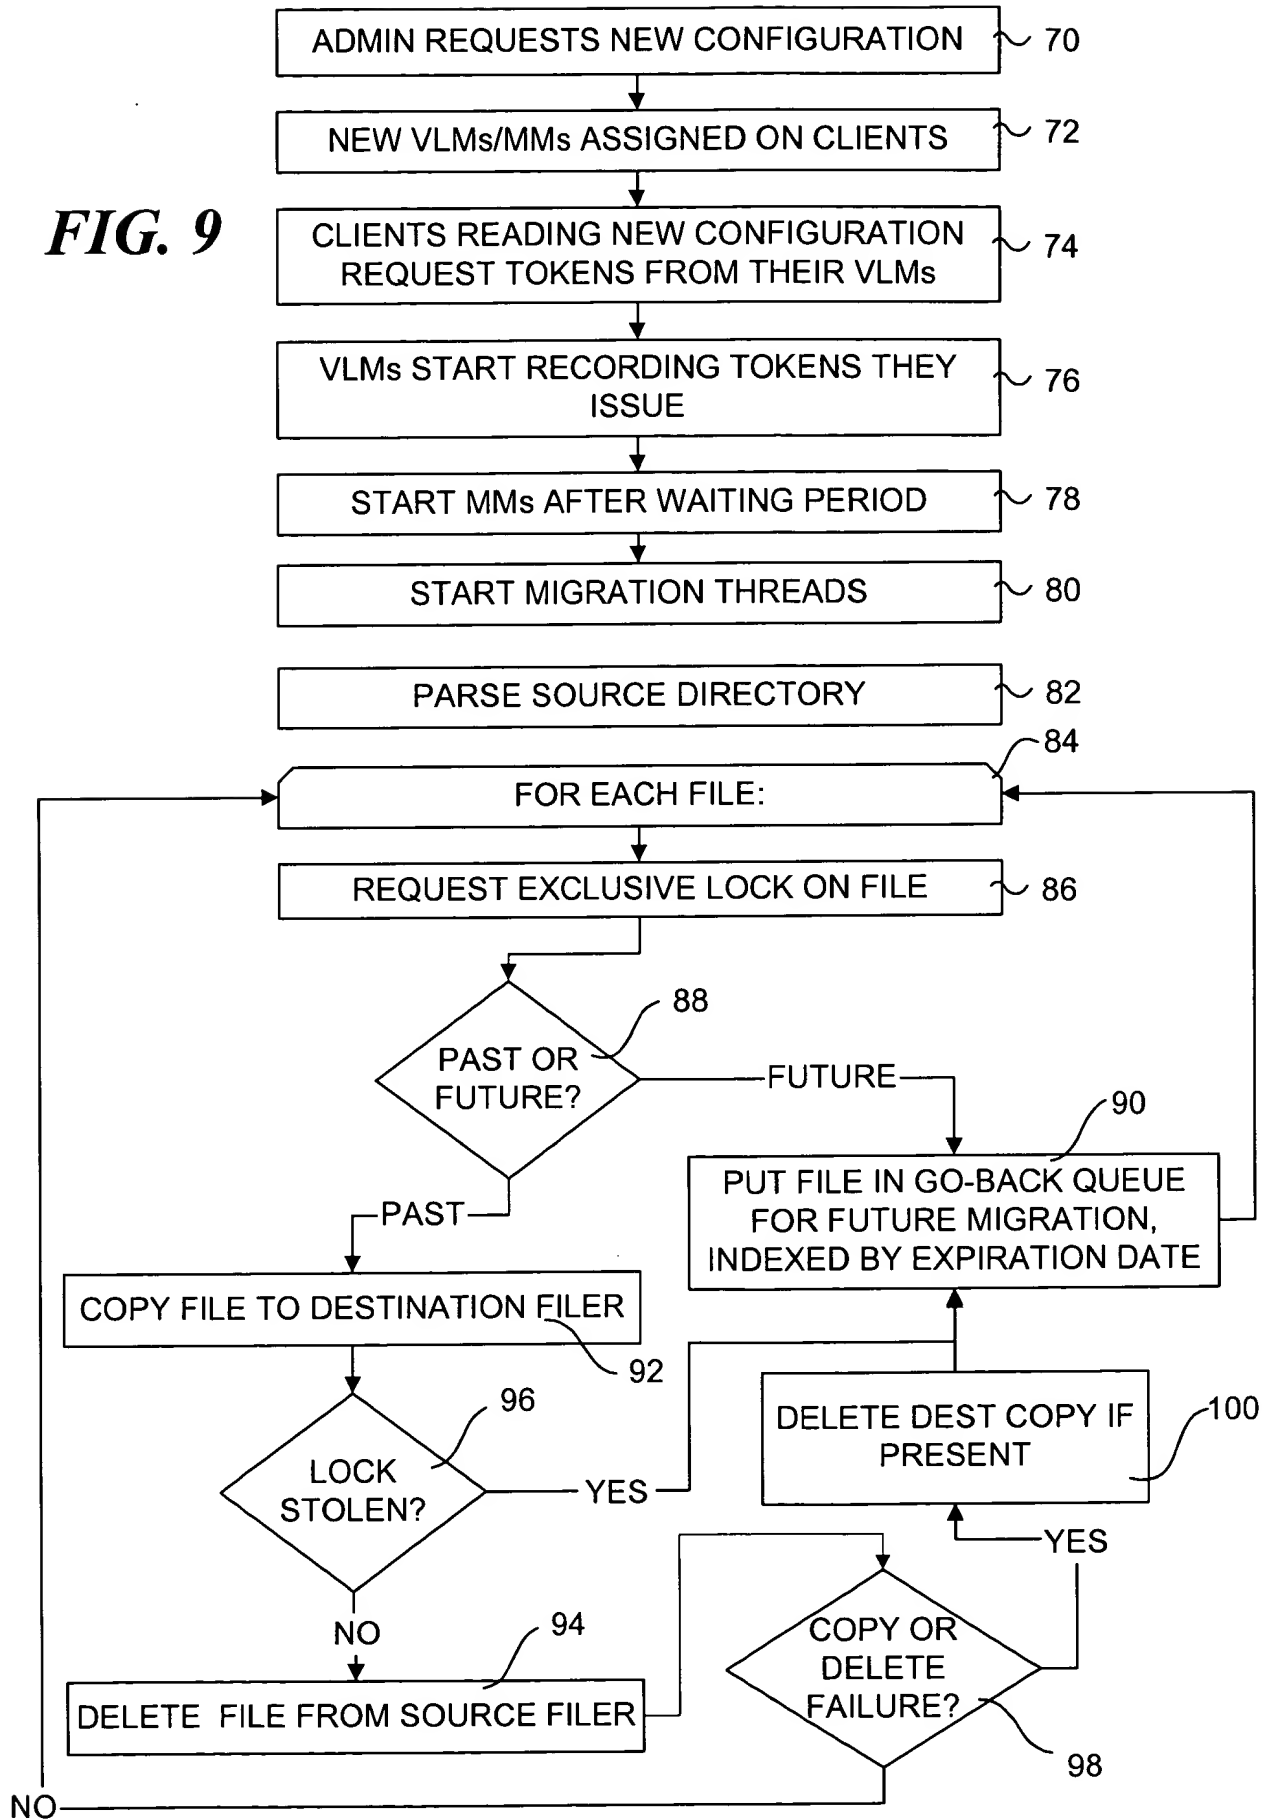 ADMIN REQUESTS NEW CONFIGURATION
70
NEW VLMs/MMs ASSIGNED ON CLIENTS
72
FIG. 9
CLIENTS READING NEW CONFIGURATION
REQUEST TOKENS FROM THEIR VLMs
74
VLMs START RECORDING TOKENS THEY
ISSUE
76
START MMs AFTER WAITING PERIOD
78
START MIGRATION THREADS
80
PARSE SOURCE DIRECTORY
82
84
FOR EACH FILE:
REQUEST EXCLUSIVE LOCK ON FILE
86
88
PAST OR
FUTURE?
FUTURE
90
PUT FILE IN GO-BACK QUEUE
FOR FUTURE MIGRATION,
INDEXED BY EXPIRATION DATE
PAST
COPY FILE TO DESTINATION FILER
92
96
LOCK
STOLEN?
YES
DELETE DEST COPY IF
PRESENT
100
YES
NO
94
DELETE FILE FROM SOURCE FILER
COPY OR
DELETE
FAILURE?
98
NO